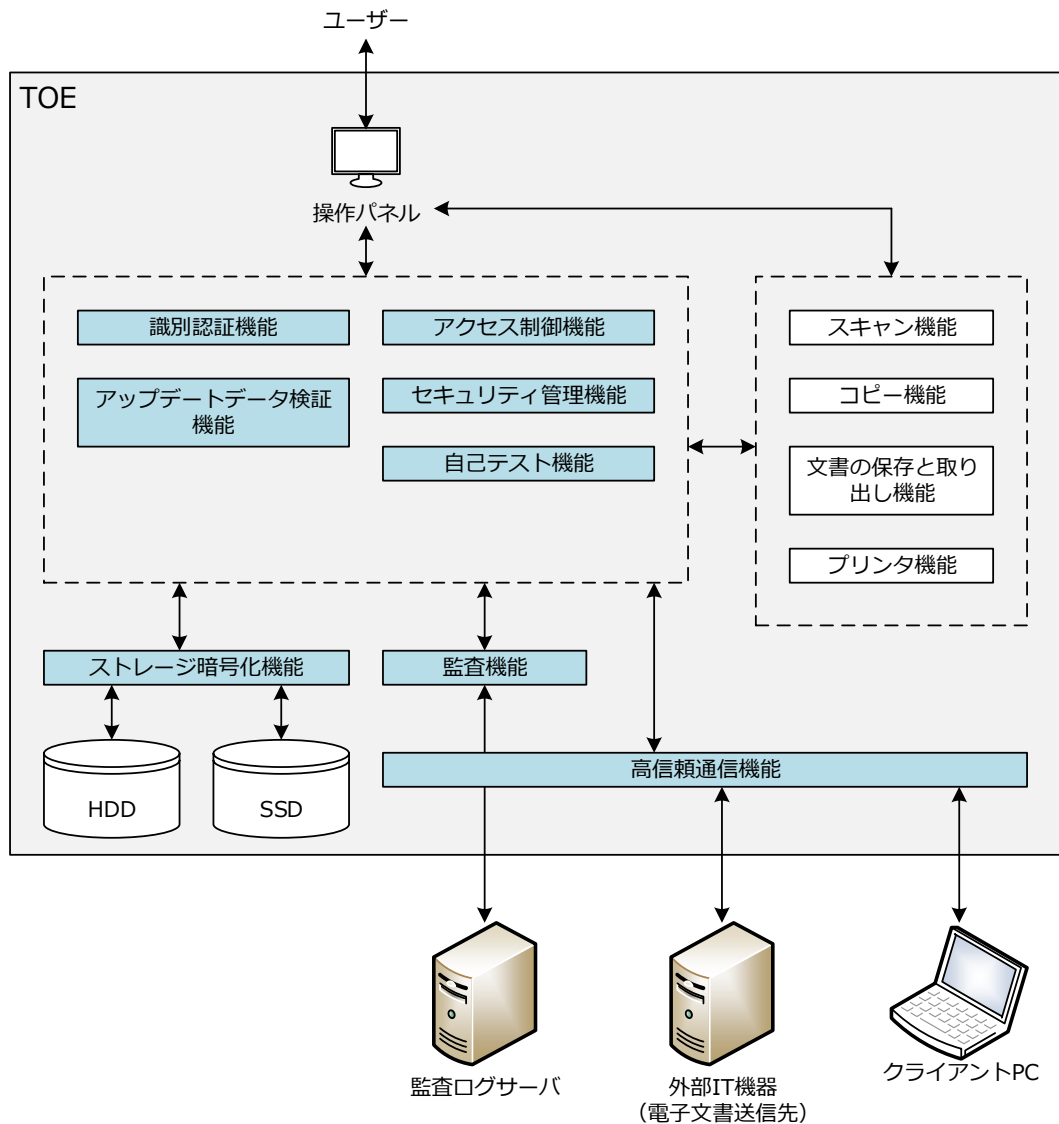 ユーザー
TOE
操作パネル
識別認証機能
アクセス制御機能
アップデートデータ検証
機能
セキュリティ管理機能
自己テスト機能
スキャン機能
コピー機能
文書の保存と取り
出し機能
プリンタ機能
ストレージ暗号化機能
監査機能
高信頼通信機能
HDD
SSD
監査ログサーバ
外部IT機器
（電子文書送信先）
クライアントPC